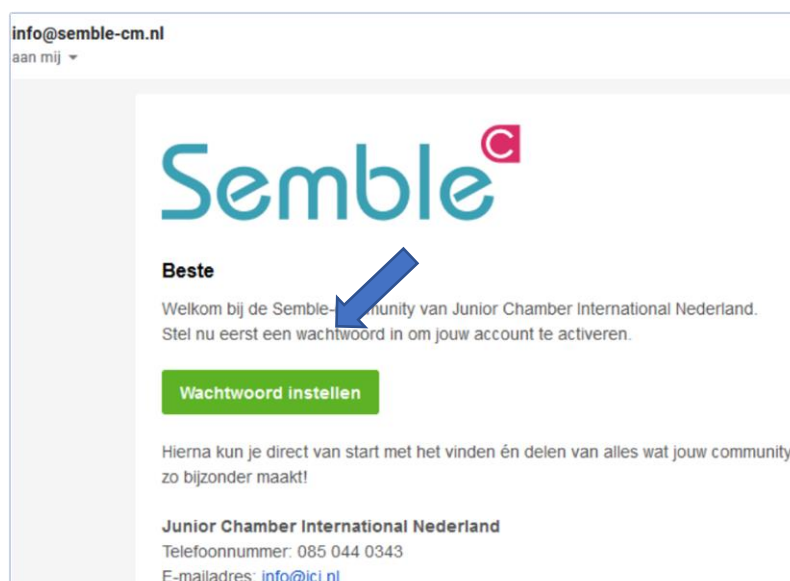 info@semble-cm.nl
aan mij
Semble C
Beste
Welkom bij de Semble- munity van Junior Chamber International Nederland.
Stel nu eerst een wachtwoord in om jouw account te activeren.
Wachtwoord instellen
Hierna kun je direct van start met het vinden én delen van alles wat jouw community
zo bijzonder maakt!
Junior Chamber International Nederland
Telefoonnummer: 085 044 0343
E-mailadres: info@jci.nl